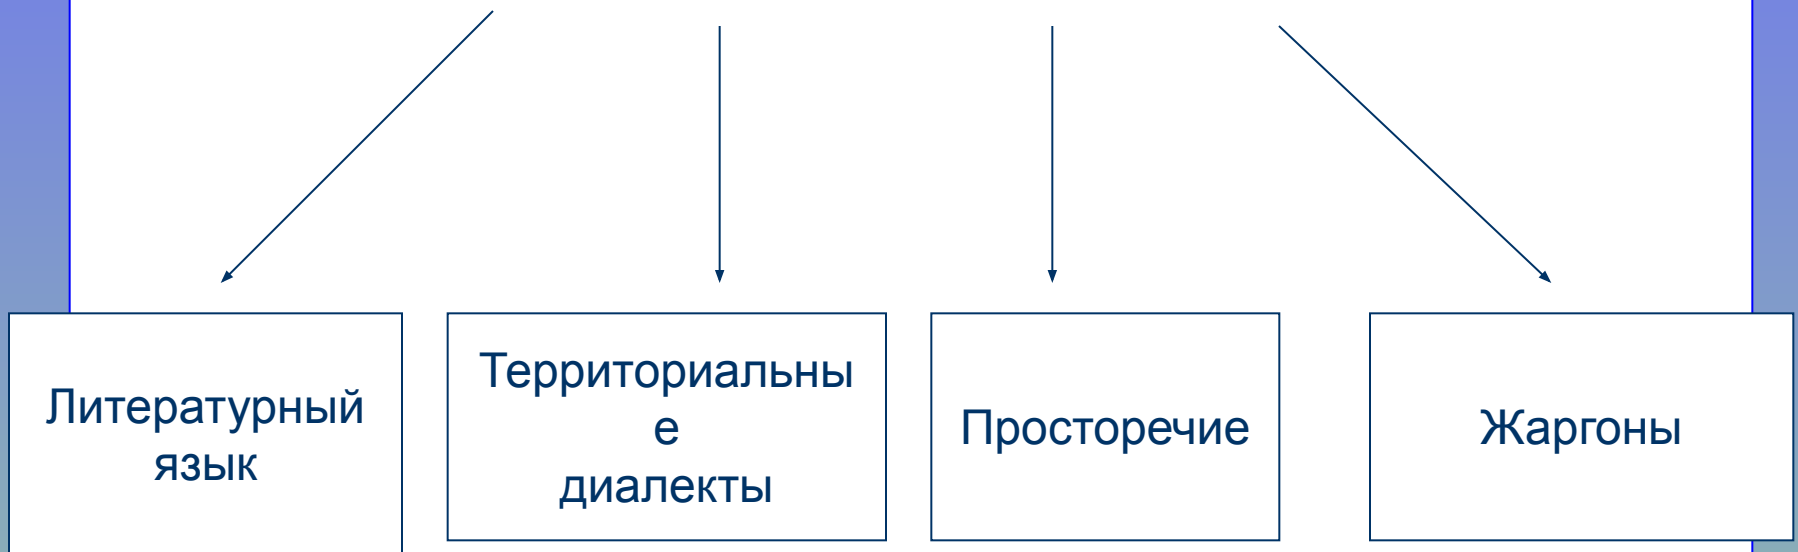 Литературный
язык
Территориальны
е
диалекты
Просторечие
Жаргоны